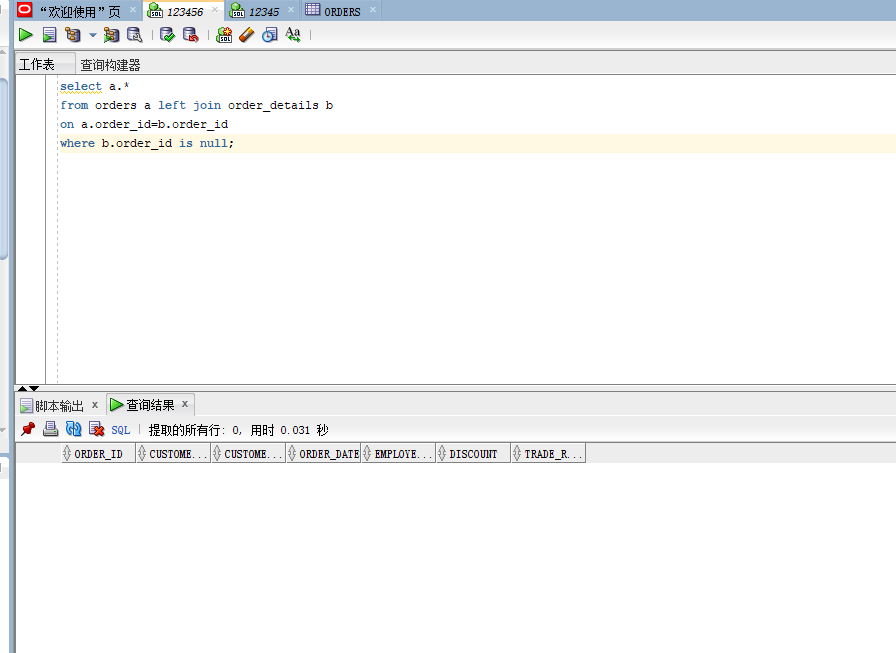 “欢迎使用”页 123456 12345 ORDERS
工作表 查询构建器
select a.*
from orders a left join order_details b
on a.order_id=b.order_id
where b.order_id is null;
脚本输出 x 查询结果 x
SQL 提取的所有行: 0, 用时 0.031 秒
ORDER_ID CUSTOME... CUSTOME... ORDER_DATE EMPLOYE... DISCOUNT TRADE_R...